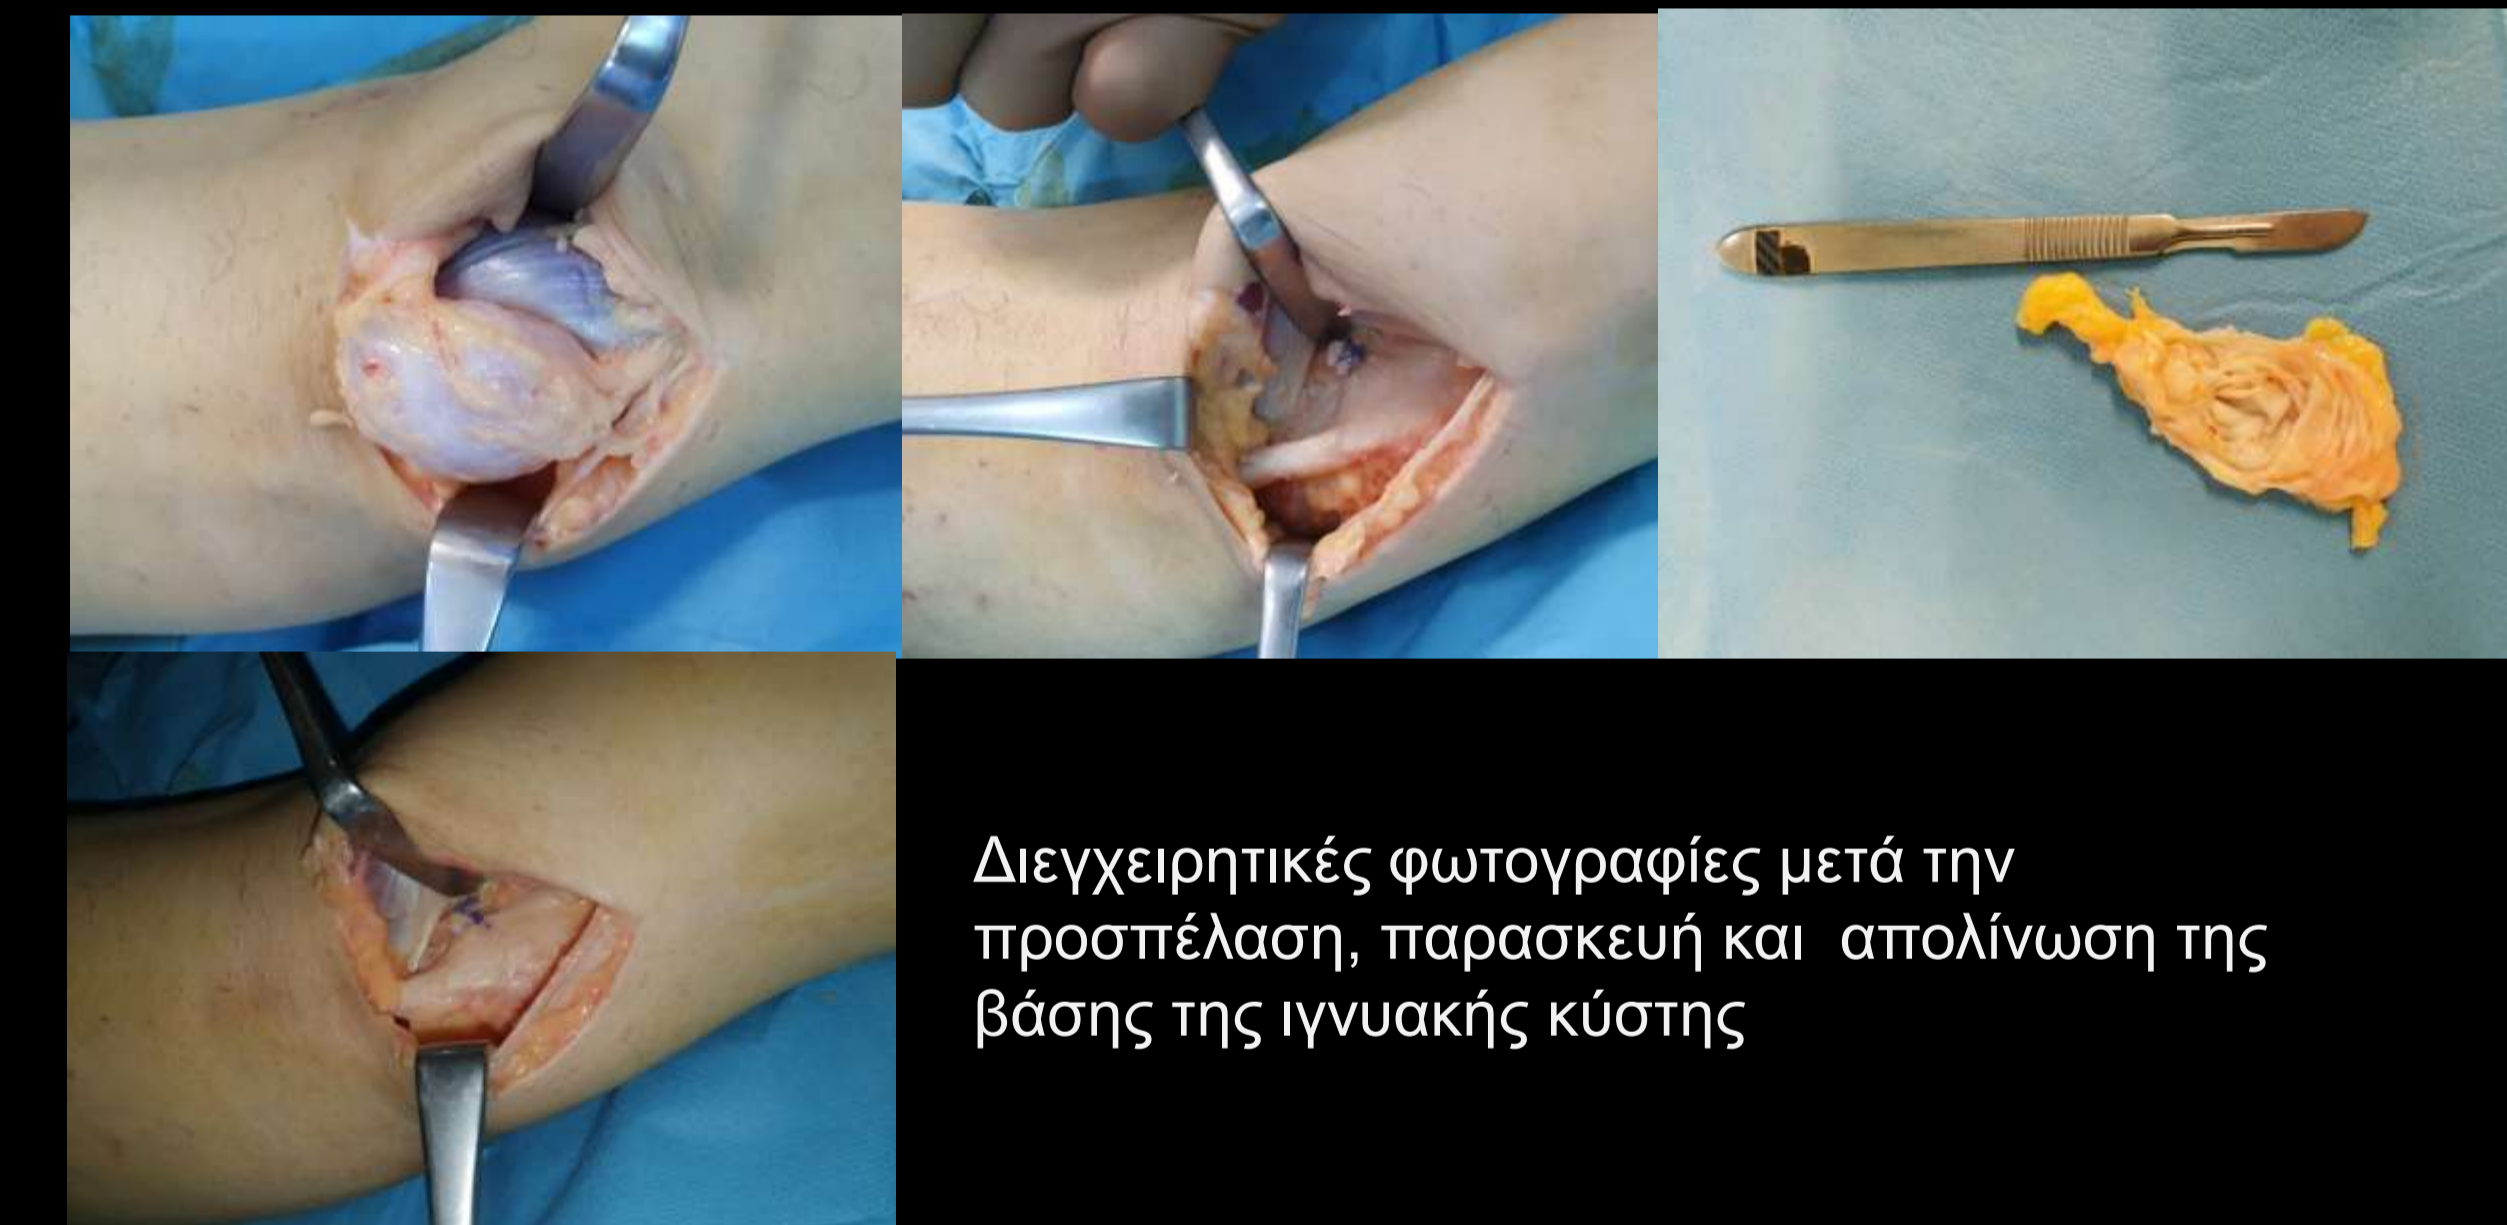 Διεγχειρητικές φωτογραφίες μετά την
προσπέλαση, παρασκευή και  απολίνωση της
βάσης της ιγνυακής κύστης